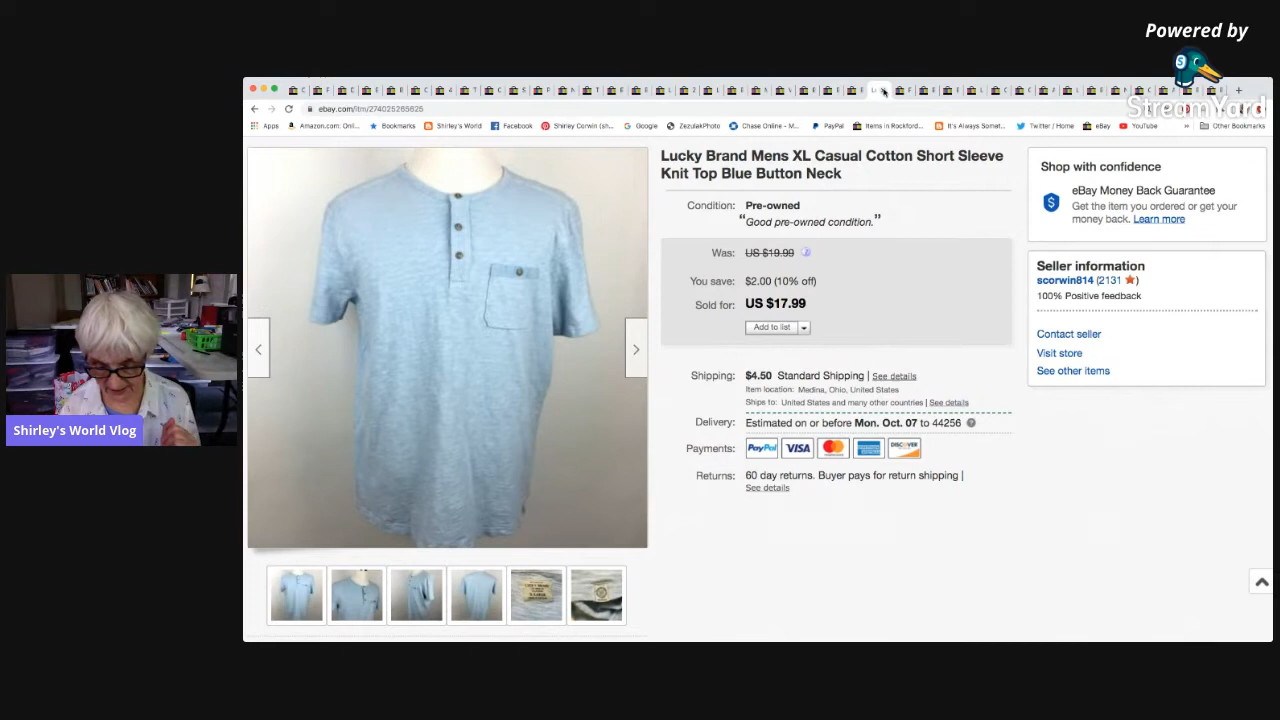 Powered by
StreamYard
ebay.com/itm/274025265625
Apps
Amazon.com: Onl...
Bookmarks
Shirley's World
Facebook
Shirley Corwin (sh...
Google
ZezulakPhoto
Chase Online - M...
PayPal
Items in Rockford...
It's Always Somet...
Twitter / Home
eBay
YouTube
»
Other Bookmarks
Lucky Brand Mens XL Casual Cotton Short Sleeve
Knit Top Blue Button Neck
Condition: Pre-owned
"Good pre-owned condition."
Was: US $19.99
You save: $2.00 (10% off)
Sold for: US $17.99
Add to list
Shipping: $4.50 Standard Shipping | See details
Item location: Medina, Ohio, United States
Ships to: United States and many other countries | See details
Delivery: Estimated on or before Mon. Oct. 07 to 44256
Payments: PayPal VISA DISCOVER
Returns: 60 day returns. Buyer pays for return shipping |
See details
Shop with confidence
eBay Money Back Guarantee
Get the item you ordered or get your
money back. Learn more
Seller information
scorwin814 (2131)
100% Positive feedback
Contact seller
Visit store
See other items
LUCKY BRAND
Shirley's World Vlog